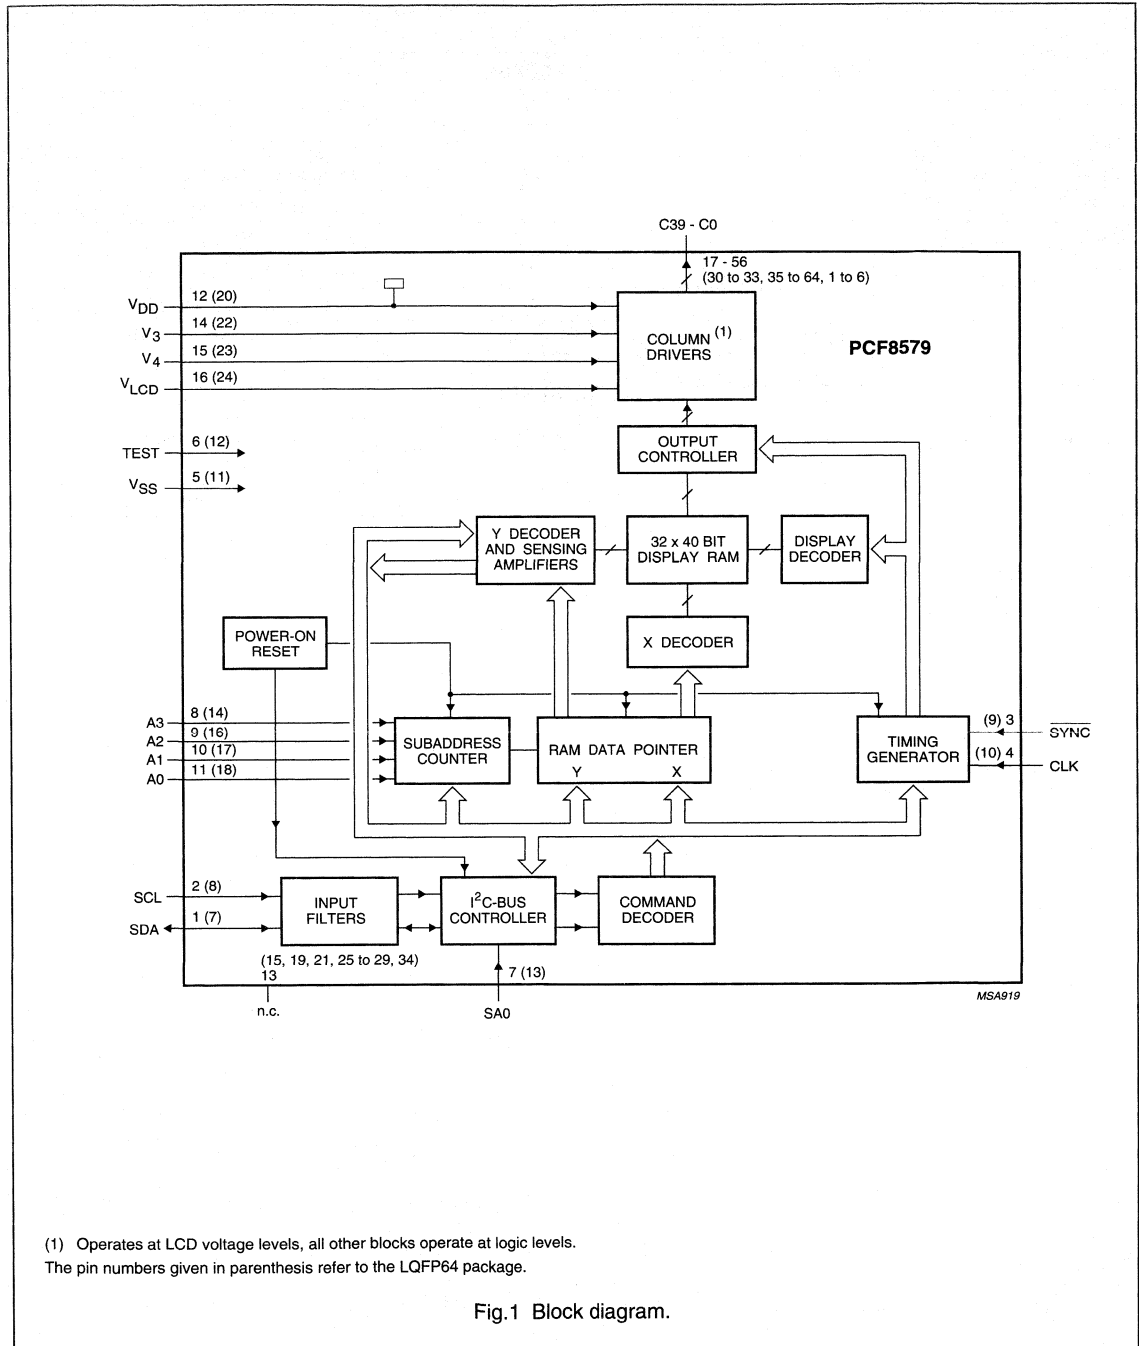 C39 - C0
17 - 56
(30 to 33, 35 to 64, 1 to 6)
VDD
12 (20)
V3
14 (22)
V4
15 (23)
VLCD
16 (24)
COLUMN (1)
DRIVERS
PCF8579
TEST
6 (12)
VSS
5 (11)
OUTPUT
CONTROLLER
Y DECODER
AND SENSING
AMPLIFIERS
32 x 40 BIT
DISPLAY RAM
DISPLAY
DECODER
POWER-ON
RESET
X DECODER
A3
8 (14)
A2
9 (16)
A1
10 (17)
A0
11 (18)
SUBADDRESS
COUNTER
RAM DATA POINTER
Y X
TIMING
GENERATOR
(9) 3
SYNC
(10) 4
CLK
SCL
2 (8)
SDA
1 (7)
INPUT
FILTERS
I2C-BUS
CONTROLLER
COMMAND
DECODER
(15, 19, 21, 25 to 29, 34)
13
7 (13)
MSA919
n.c.
SA0
(1) Operates at LCD voltage levels, all other blocks operate at logic levels.
The pin numbers given in parenthesis refer to the LQFP64 package.
Fig.1 Block diagram.